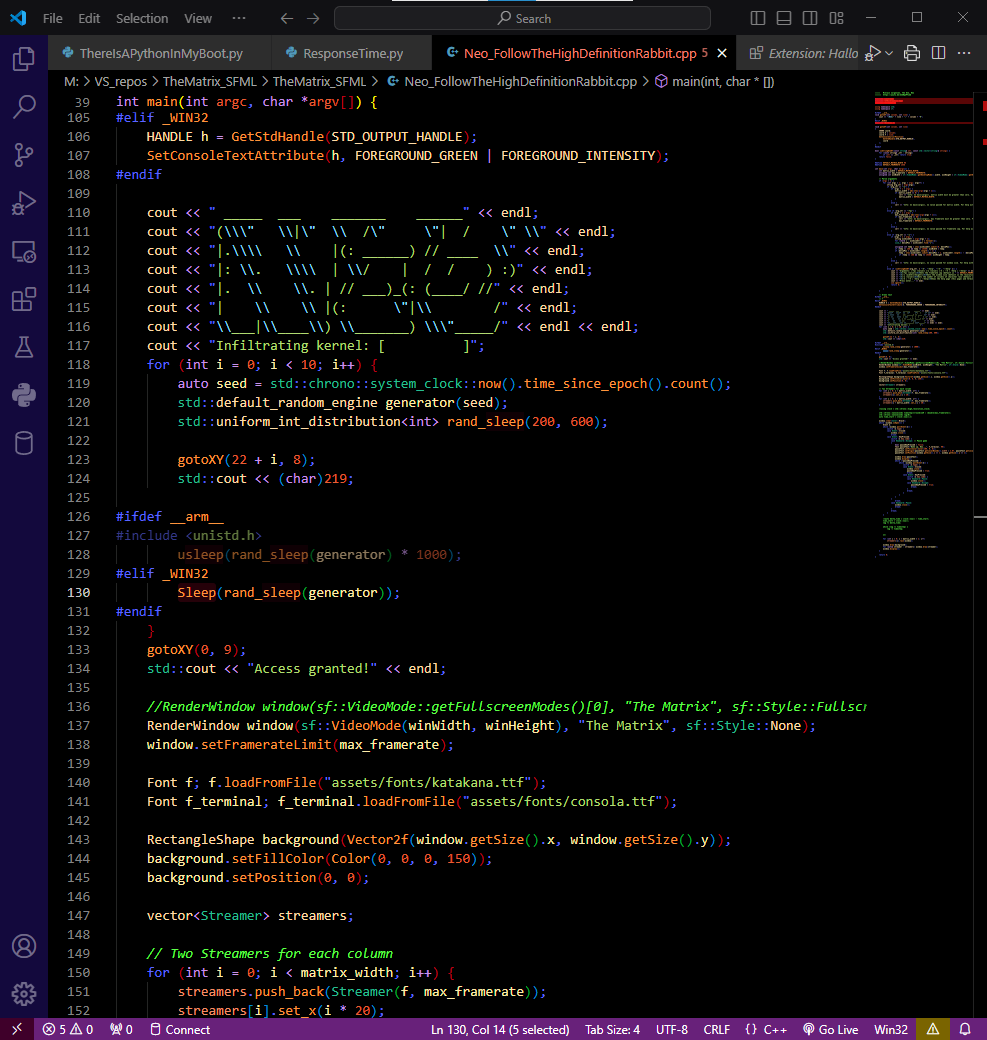 File Edit Selection View ··· Search
ThereIsAPythonInMyBoot.py ResponseTime.py Neo_FollowTheHighDefinitionRabbit.cpp 5 Extension: Hallo
M: > VS_repos > TheMatrix_SFML > TheMatrix_SFML > Neo_FollowTheHighDefinitionRabbit.cpp > main(int, char * [])
39 int main(int argc, char *argv[]) {
105 #elif _WIN32
106 HANDLE h = GetStdHandle(STD_OUTPUT_HANDLE);
107 SetConsoleTextAttribute(h, FOREGROUND_GREEN | FOREGROUND_INTENSITY);
108 #endif
109
110 cout << " _____  ___    _______    ______" << endl;
111 cout << "(\\\"   \\|\"  \\  /\"     \"|  /    \" \\" << endl;
112 cout << "|.\\\\   \\    |(: ______) // ____  \\" << endl;
113 cout << "|: \\.   \\\\  | \\/    |  /  /    ) :)" << endl;
114 cout << "|.  \\    \\. | // ___)_(: (____/ //" << endl;
115 cout << "|    \\    \\ |(:      \"|\\        /" << endl;
116 cout << "\\___|\\____\\) \\_______) \\\"_____/" << endl << endl;
117 cout << "Infiltrating kernel: [          ]";
118 for (int i = 0; i < 10; i++) {
119 auto seed = std::chrono::system_clock::now().time_since_epoch().count();
120 std::default_random_engine generator(seed);
121 std::uniform_int_distribution<int> rand_sleep(200, 600);
122
123 gotoXY(22 + i, 8);
124 std::cout << (char)219;
125
126 #ifdef __arm__
127 #include <unistd.h>
128 usleep(rand_sleep(generator) * 1000);
129 #elif _WIN32
130 Sleep(rand_sleep(generator));
131 #endif
132 }
133 gotoXY(0, 9);
134 std::cout << "Access granted!" << endl;
135
136 //RenderWindow window(sf::VideoMode::getFullscreenModes()[0], "The Matrix", sf::Style::Fullscr
137 RenderWindow window(sf::VideoMode(winWidth, winHeight), "The Matrix", sf::Style::None);
138 window.setFramerateLimit(max_framerate);
139
140 Font f; f.loadFromFile("assets/fonts/katakana.ttf");
141 Font f_terminal; f_terminal.loadFromFile("assets/fonts/consola.ttf");
142
143 RectangleShape background(Vector2f(window.getSize().x, window.getSize().y));
144 background.setFillColor(Color(0, 0, 0, 150));
145 background.setPosition(0, 0);
146
147 vector<Streamer> streamers;
148
149 // Two Streamers for each column
150 for (int i = 0; i < matrix_width; i++) {
151 streamers.push_back(Streamer(f, max_framerate));
152 streamers[i].set_x(i * 20);
5 0 0 Connect Ln 130, Col 14 (5 selected) Tab Size: 4 UTF-8 CRLF {} C++ Go Live Win32